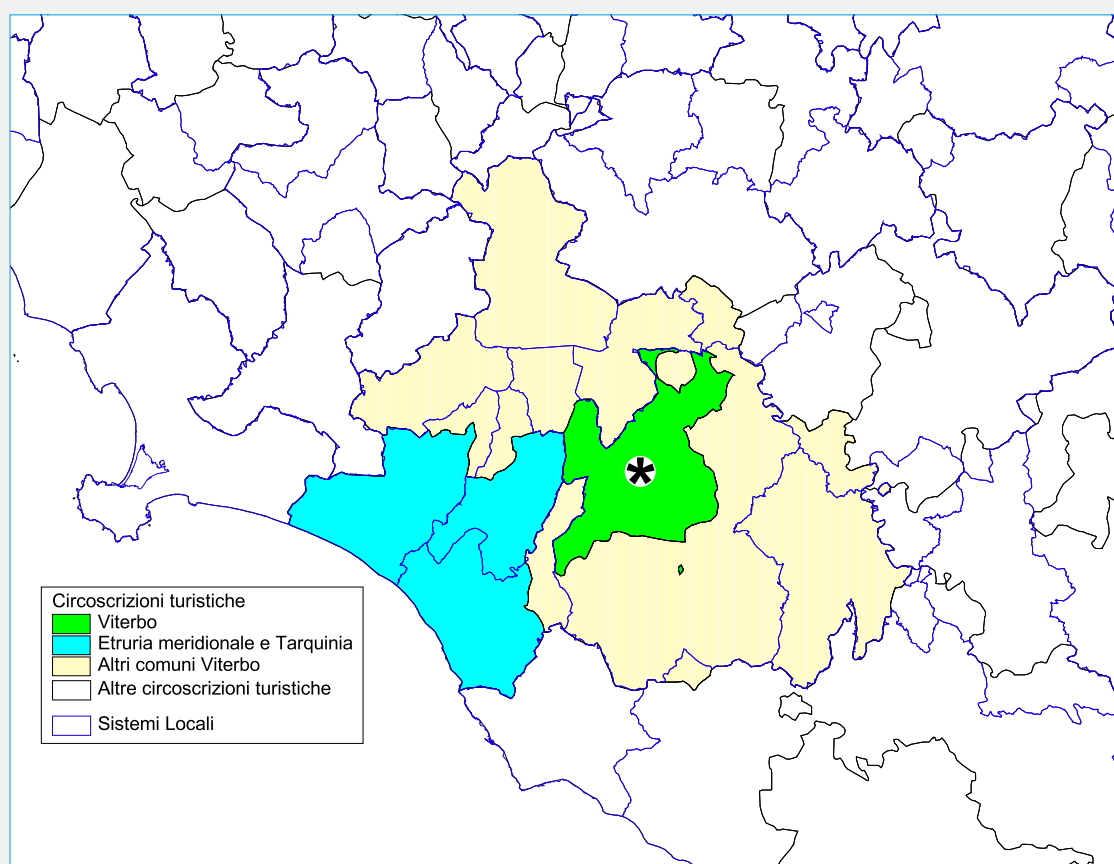 Circoscrizioni turistiche
Viterbo
Etruria meridionale e Tarquinia
Altri comuni Viterbo
Altre circoscrizioni turistiche
Sistemi Locali